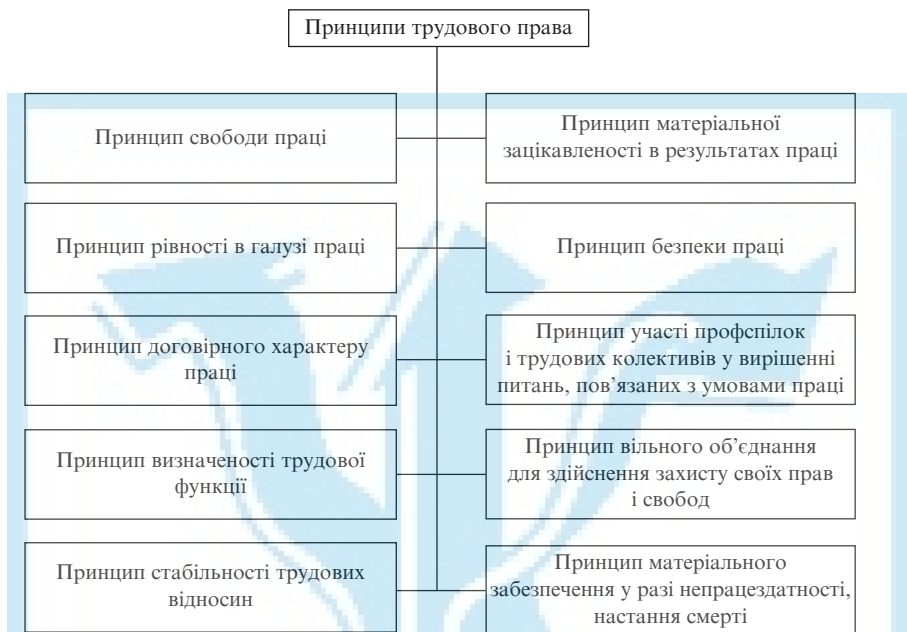 Принципи трудового права
Принцип свободи праці
Принцип матеріальної
зацікавленості в результатах праці
Принцип рівності в галузі праці
Принцип безпеки праці
Принцип договірного характеру
праці
Принцип участі профспілок
і трудових колективів у вирішенні
питань, пов’язаних з умовами праці
Принцип визначеності трудової
функції
Принцип вільного об’єднання
для здійснення захисту своїх прав
і свобод
Принцип стабільності трудових
відносин
Принцип матеріального
забезпечення у разі непрацездатності,
настання смерті